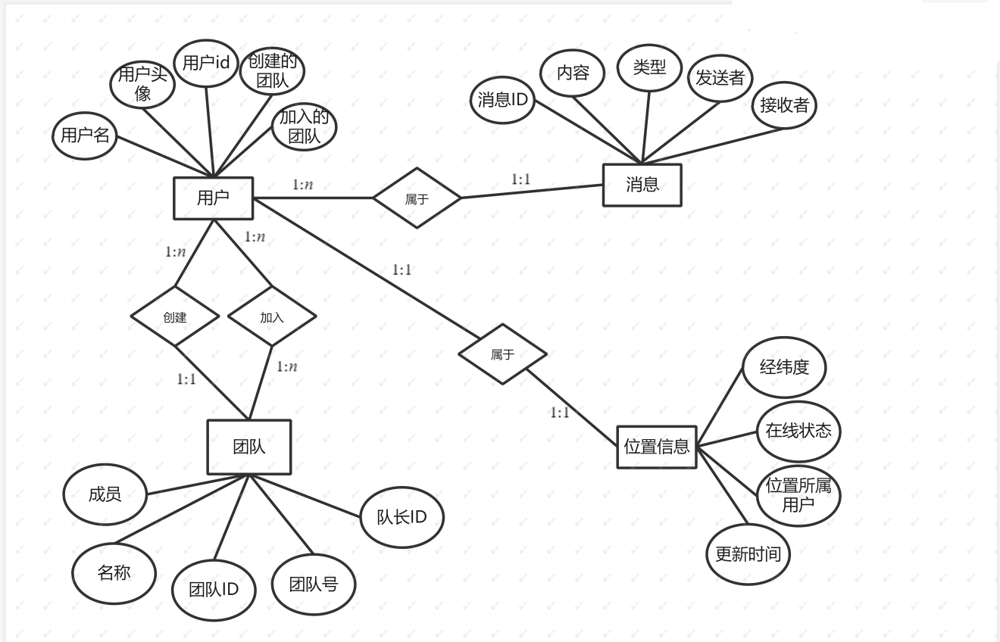 用户名
用户头
像
用户id
创建的
团队
加入的
团队
用户
1:n
属于
1:1
消息
消息ID
内容
类型
发送者
接收者
1:n
1:n
创建
加入
1:1
1:n
1:1
属于
1:1
团队
成员
名称
团队ID
团队号
队长ID
位置信息
经纬度
在线状态
位置所属
用户
更新时间